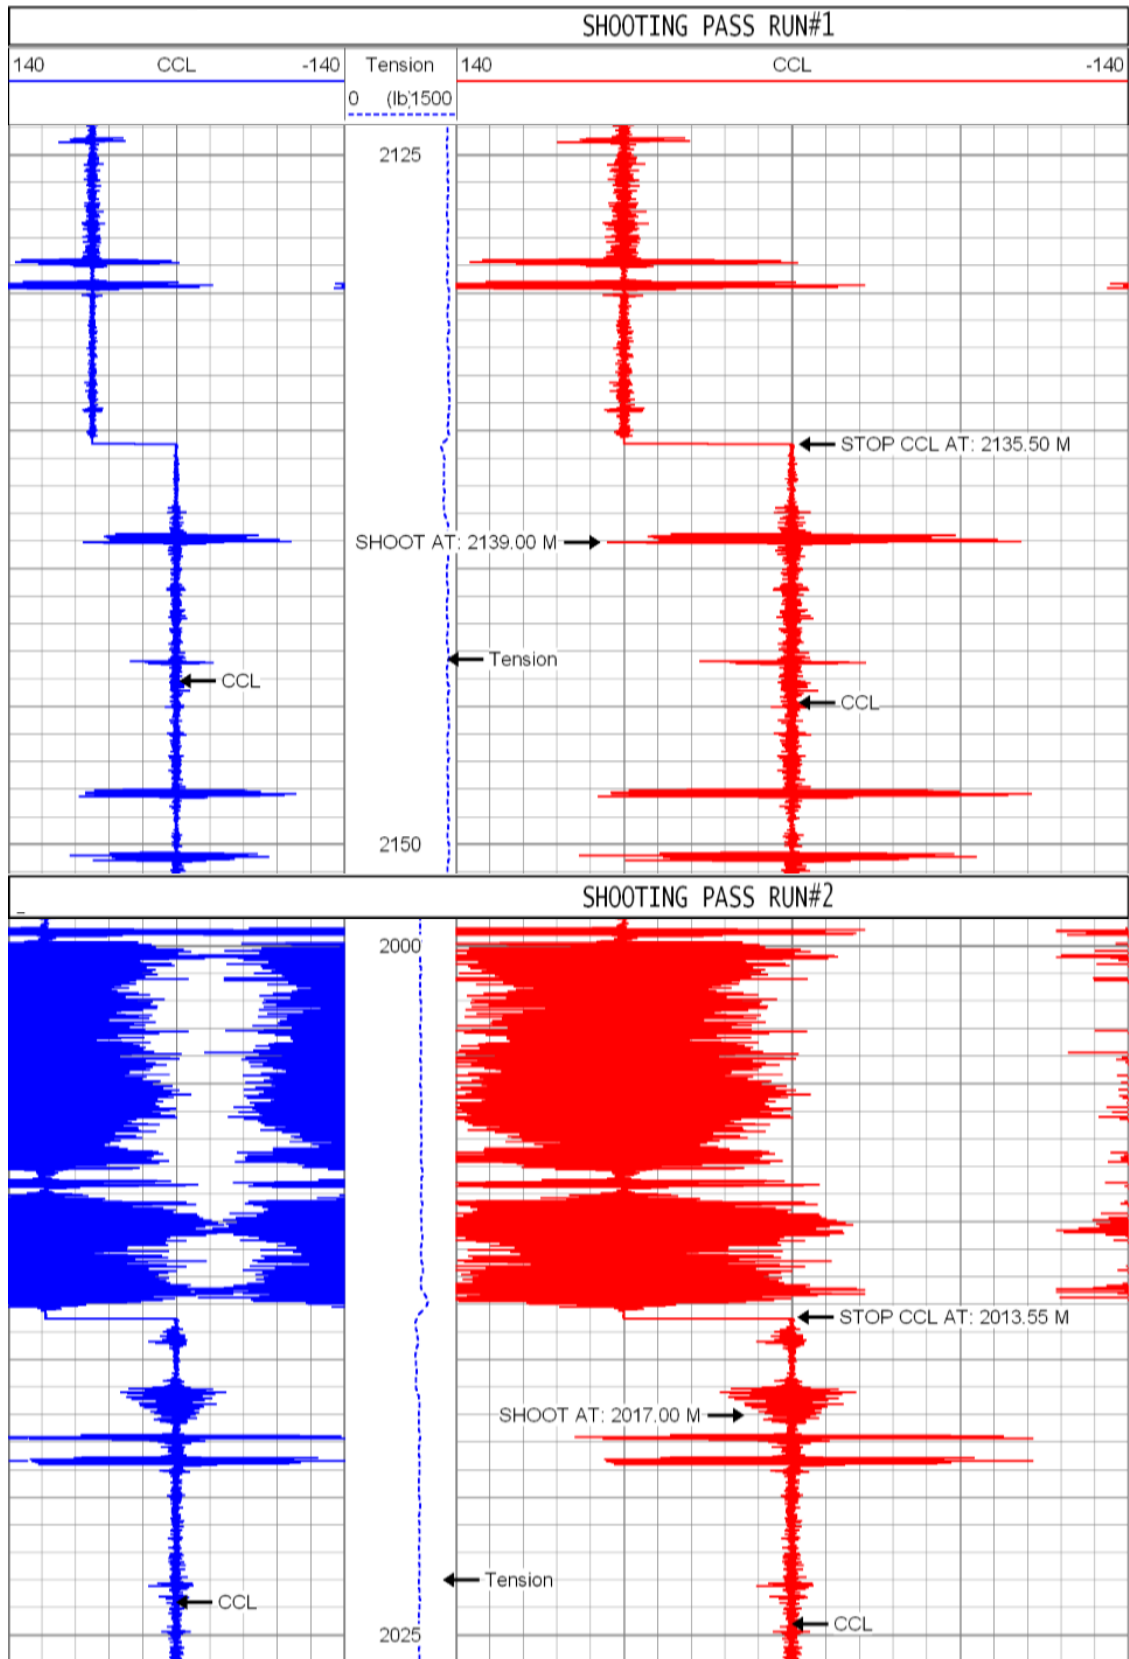 SHOOTING PASS RUN#1
140 CCL -140 Tension 140 CCL -140
0 (lb)1500
2125
STOP CCL AT: 2135.50 M
SHOOT AT: 2139.00 M
Tension
CCL
CCL
2150
SHOOTING PASS RUN#2
2000
STOP CCL AT: 2013.55 M
SHOOT AT: 2017.00 M
Tension
CCL
CCL
2025